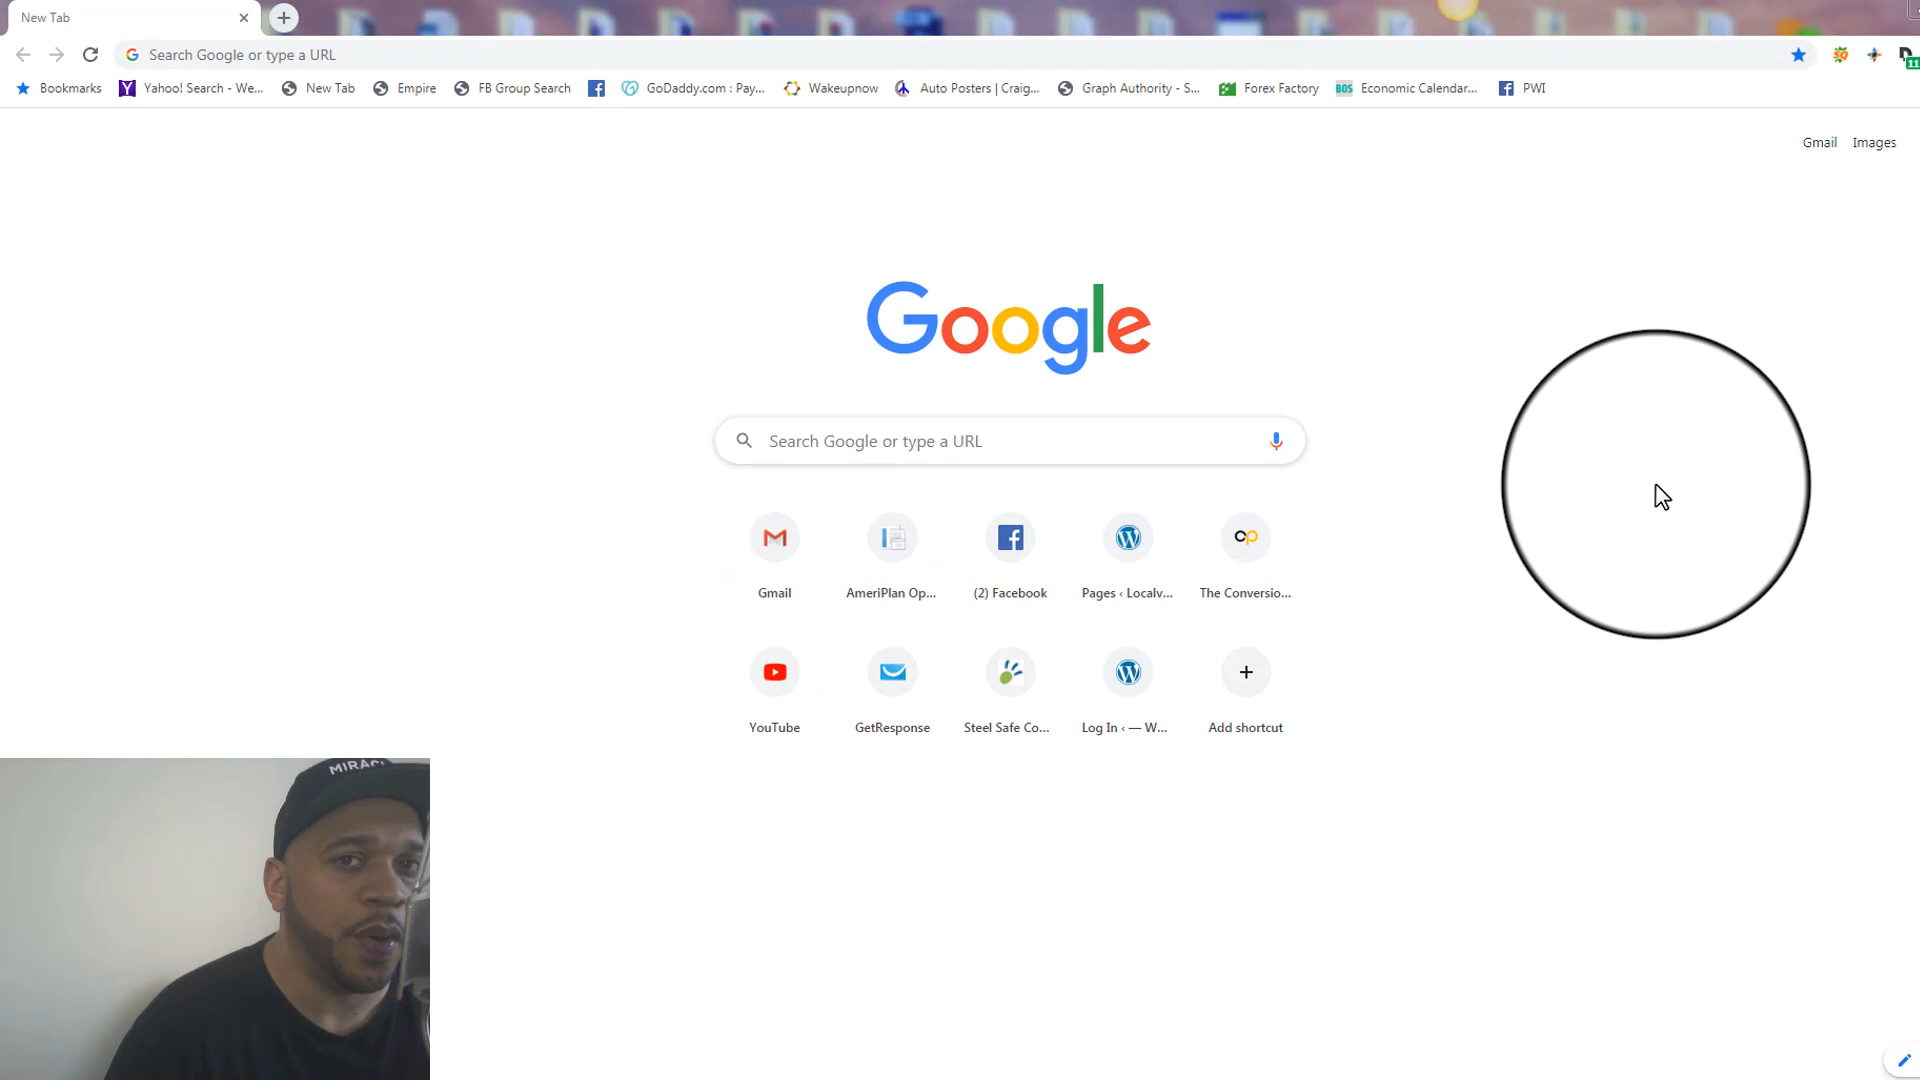 New Tab
Search Google or type a URL
Bookmarks Yahoo! Search - We... New Tab Empire FB Group Search GoDaddy.com : Pay... Wakeupnow Auto Posters | Craig... Graph Authority - S... Forex Factory BOS Economic Calendar... PWI
11
Gmail Images
Google
Search Google or type a URL
Gmail AmeriPlan Op... (2) Facebook Pages ‹ Localv... The Conversio...
YouTube GetResponse Steel Safe Co... Log In ‹ — W... Add shortcut